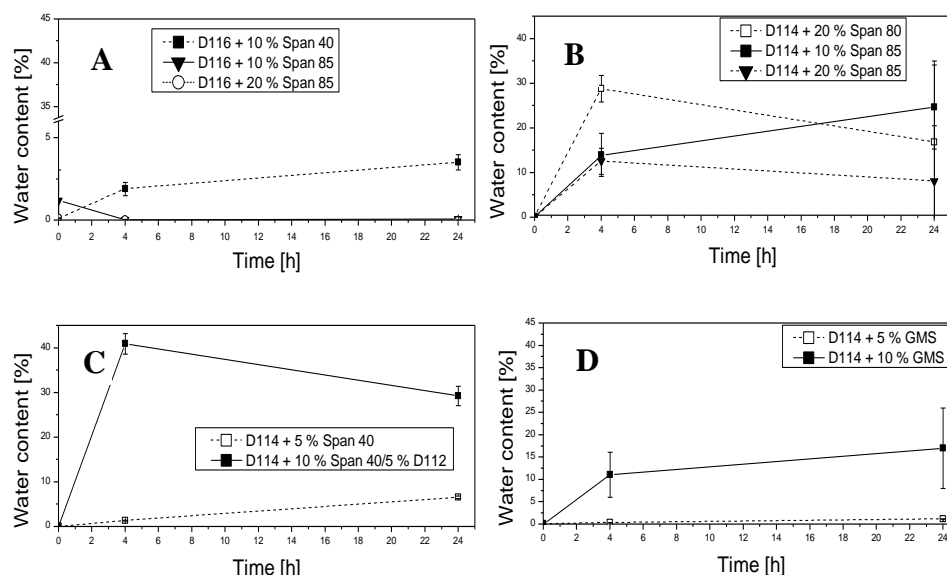 A
D116 + 10 % Span 40
D116 + 10 % Span 85
D116 + 20 % Span 85
Water content [%]
45
40
35
5
0
0 2 4 6 8 10 12 14 16 18 20 22 24
Time [h]
B
D114 + 20 % Span 80
D114 + 10 % Span 85
D114 + 20 % Span 85
Water content [%]
40
30
20
10
0
0 2 4 6 8 10 12 14 16 18 20 22 24
Time [h]
C
D114 + 5 % Span 40
D114 + 10 % Span 40/5 % D112
Water content [%]
40
30
20
10
0
0 2 4 6 8 10 12 14 16 18 20 22 24
Time [h]
D
D114 + 5 % GMS
D114 + 10 % GMS
Water content [%]
45
40
35
30
25
20
15
10
5
0
0 2 4 6 8 10 12 14 16 18 20 22 24
Time [h]